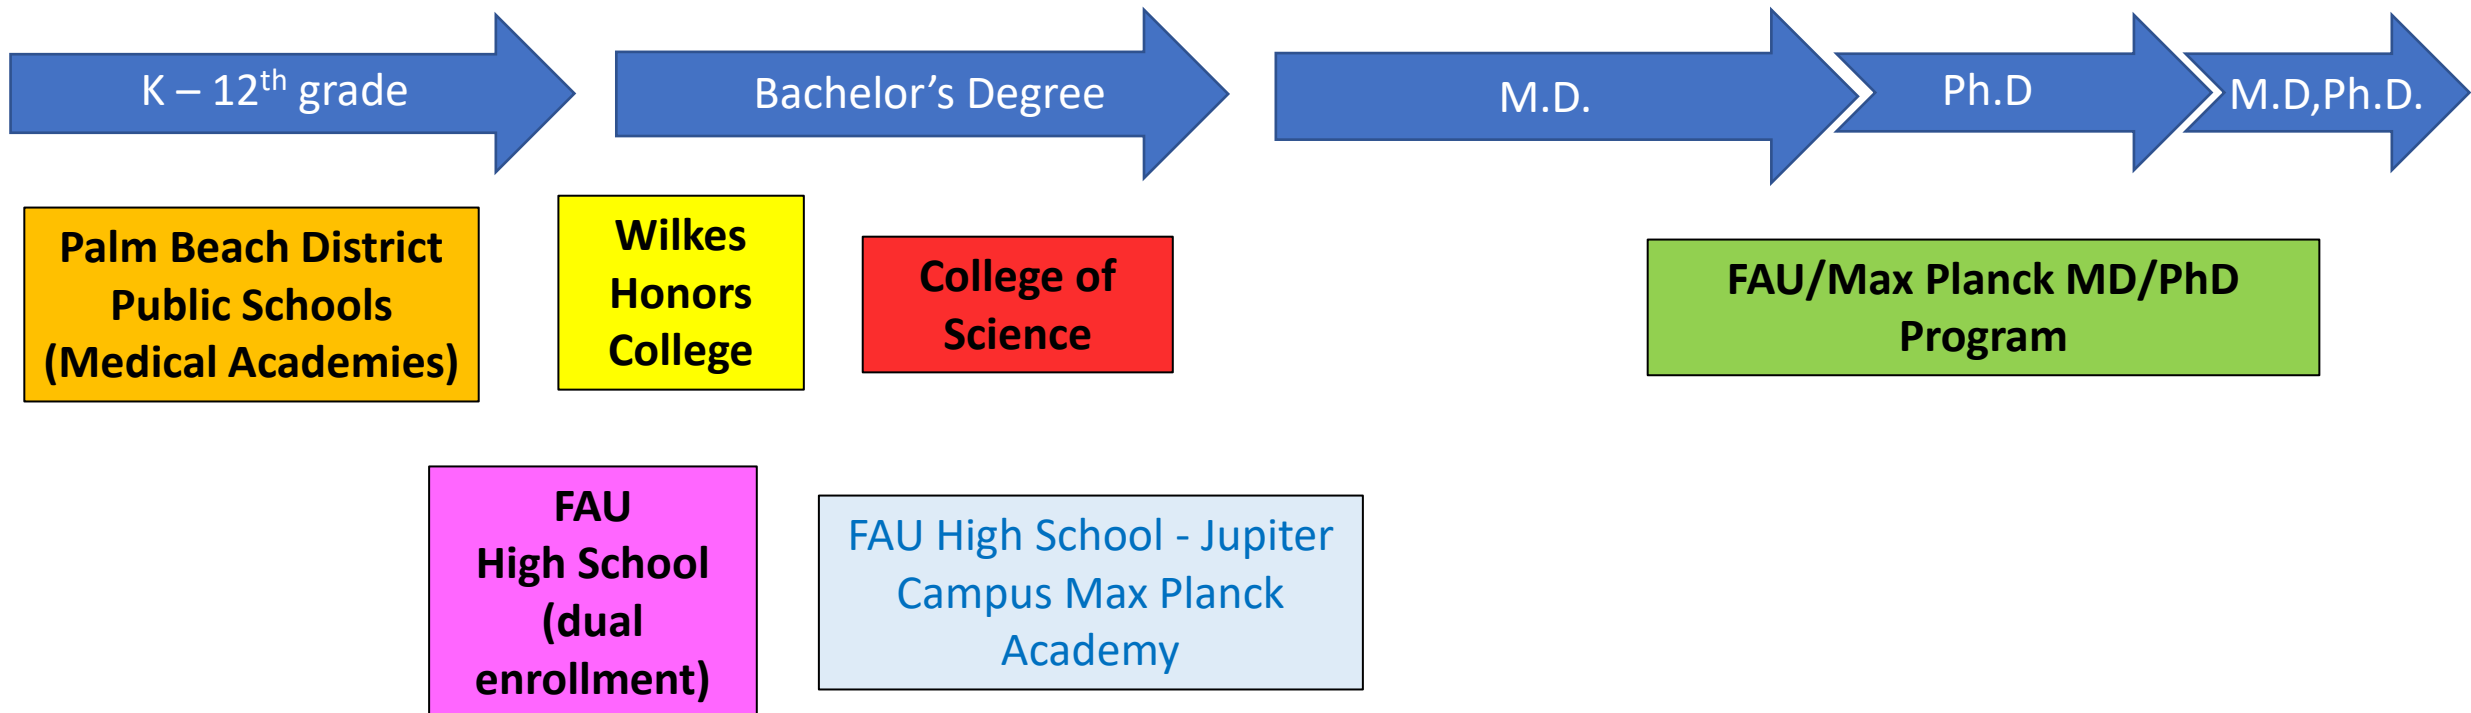 K – 12th grade
Bachelor's Degree
M.D.
Ph.D
M.D,Ph.D.
Palm Beach District
Public Schools
(Medical Academies)
Wilkes
Honors
College
College of
Science
FAU/Max Planck MD/PhD
Program
FAU
High School
(dual
enrollment)
FAU High School - Jupiter
Campus Max Planck
Academy